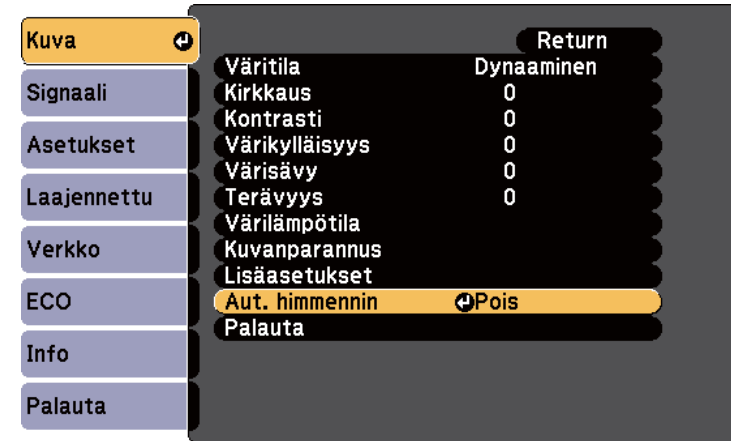 Kuva
Signaali
Asetukset
Laajennettu
Verkko
ECO
Info
Palauta
Return
Väritila Dynaaminen
Kirkkaus 0
Kontrasti 0
Värikylläisyys 0
Värisävy 0
Terävyys 0
Värilämpötila
Kuvanparannus
Lisäasetukset
Aut. himmennin Pois
Palauta